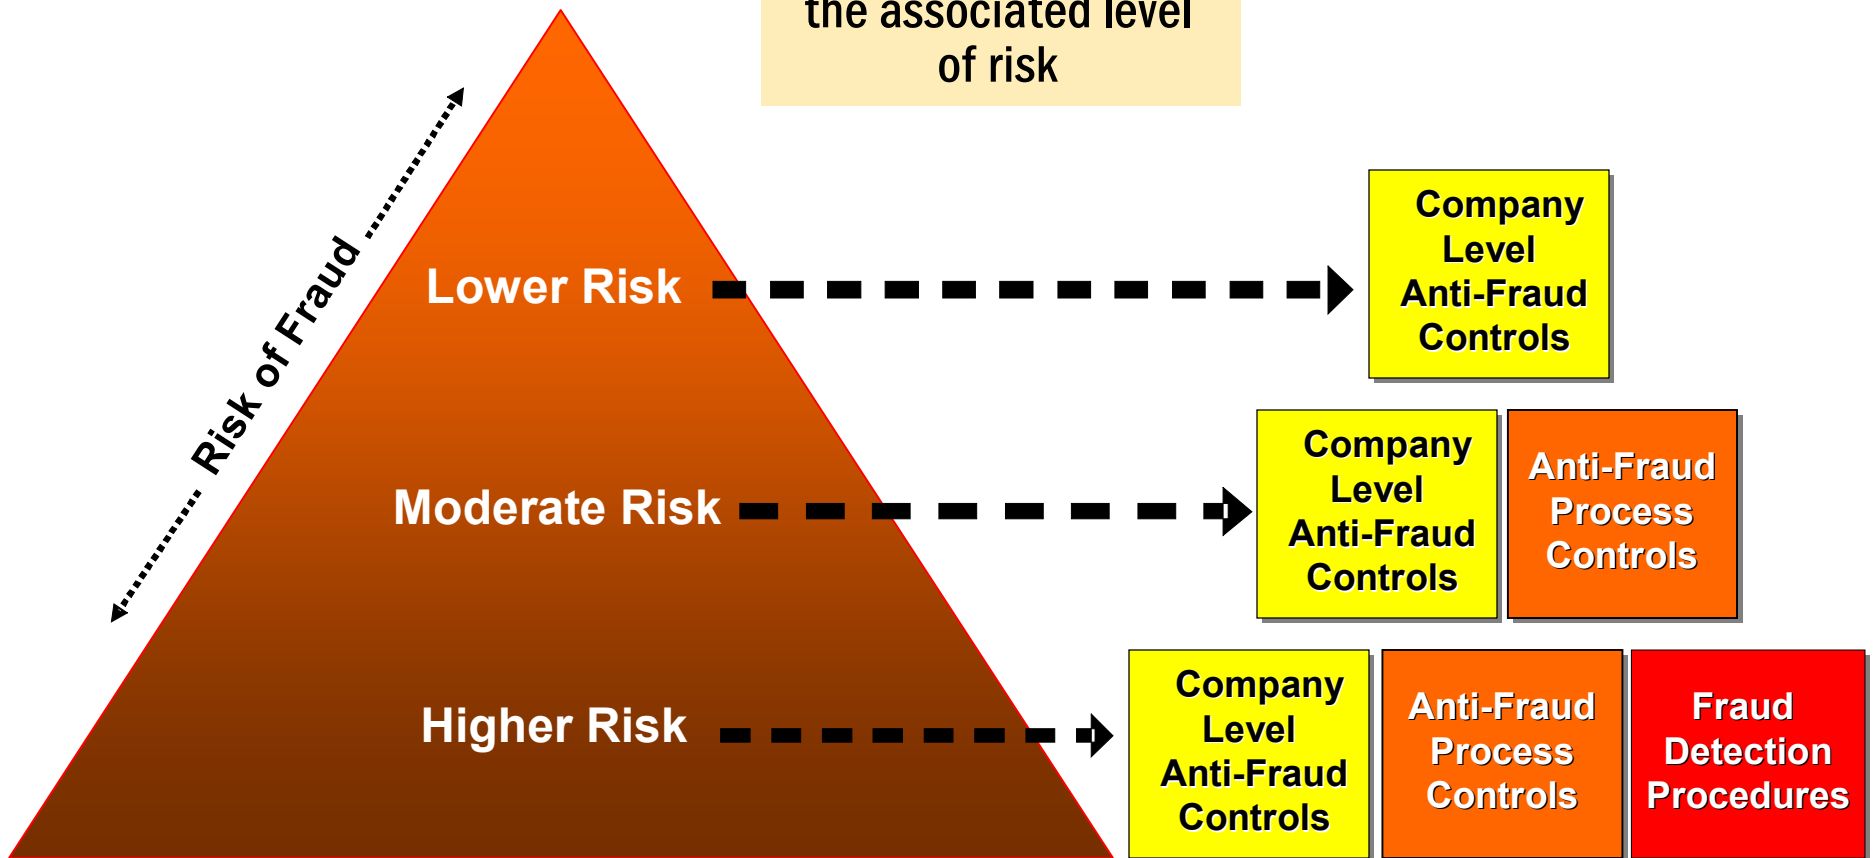 the associated level
of risk
Risk of Fraud
Lower Risk
Company
Level
Anti-Fraud
Controls
Moderate Risk
Company
Level
Anti-Fraud
Controls
Anti-Fraud
Process
Controls
Higher Risk
Company
Level
Anti-Fraud
Controls
Anti-Fraud
Process
Controls
Fraud
Detection
Procedures